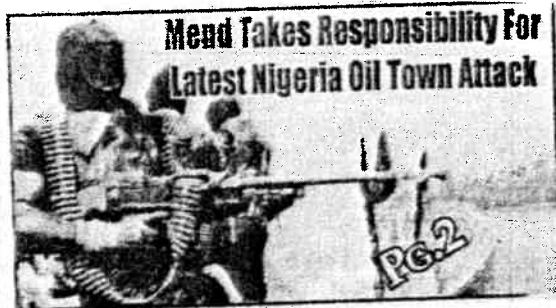 Mend Takes Responsibility For
Latest Nigeria Oil Town Attack
PG.2